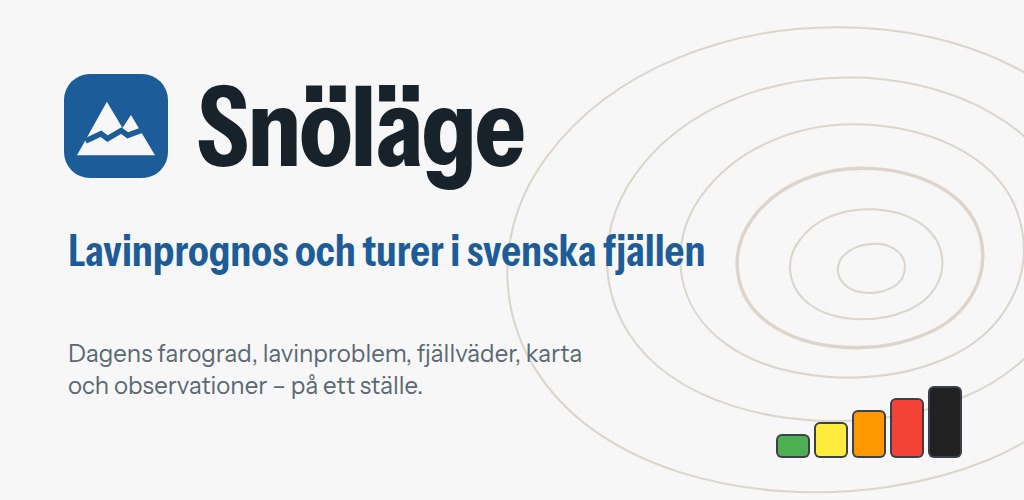 Snöläge
Lavinprognos och turer i svenska fjällen
Dagens farograd, lavinproblem, fjällväder, karta
och observationer – på ett ställe.